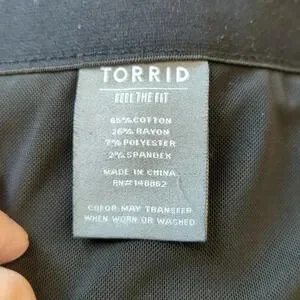 TORRID
FEEL THE FIT
65% COTTON
26% RAYON
7% POLYESTER
2% SPANDEX
MADE IN CHINA
RN# 148862
COLOR MAY TRANSFER
WHEN WORN OR WASHED